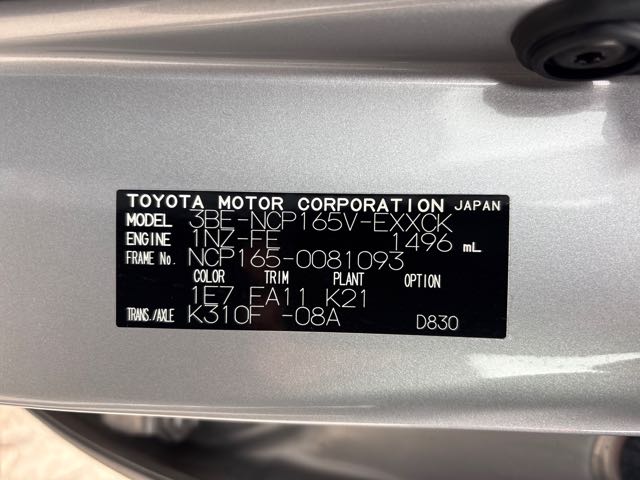 TOYOTA MOTOR CORPORATION JAPAN
MODEL 3BE-NCP165V-EXXCK
ENGINE 1NZ-FE 1496 mL
FRAME No. NCP165-0081093
COLOR TRIM PLANT OPTION
1E7 EA11 K21
TRANS./AXLE K310F -08A D830